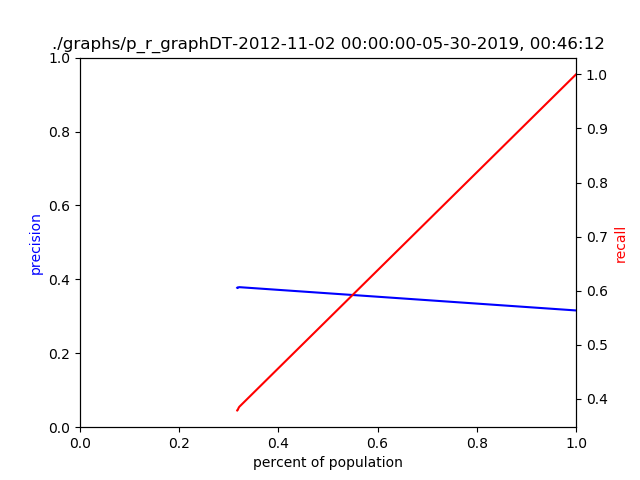 ./graphs/p_r_graphDT-2012-11-02 00:00:00-05-30-2019, 00:46:12
1.0
0.8
0.6
0.4
0.2
0.0
precision
1.0
0.9
0.8
0.7
0.6
0.5
0.4
recall
0.0 0.2 0.4 0.6 0.8 1.0
percent of population